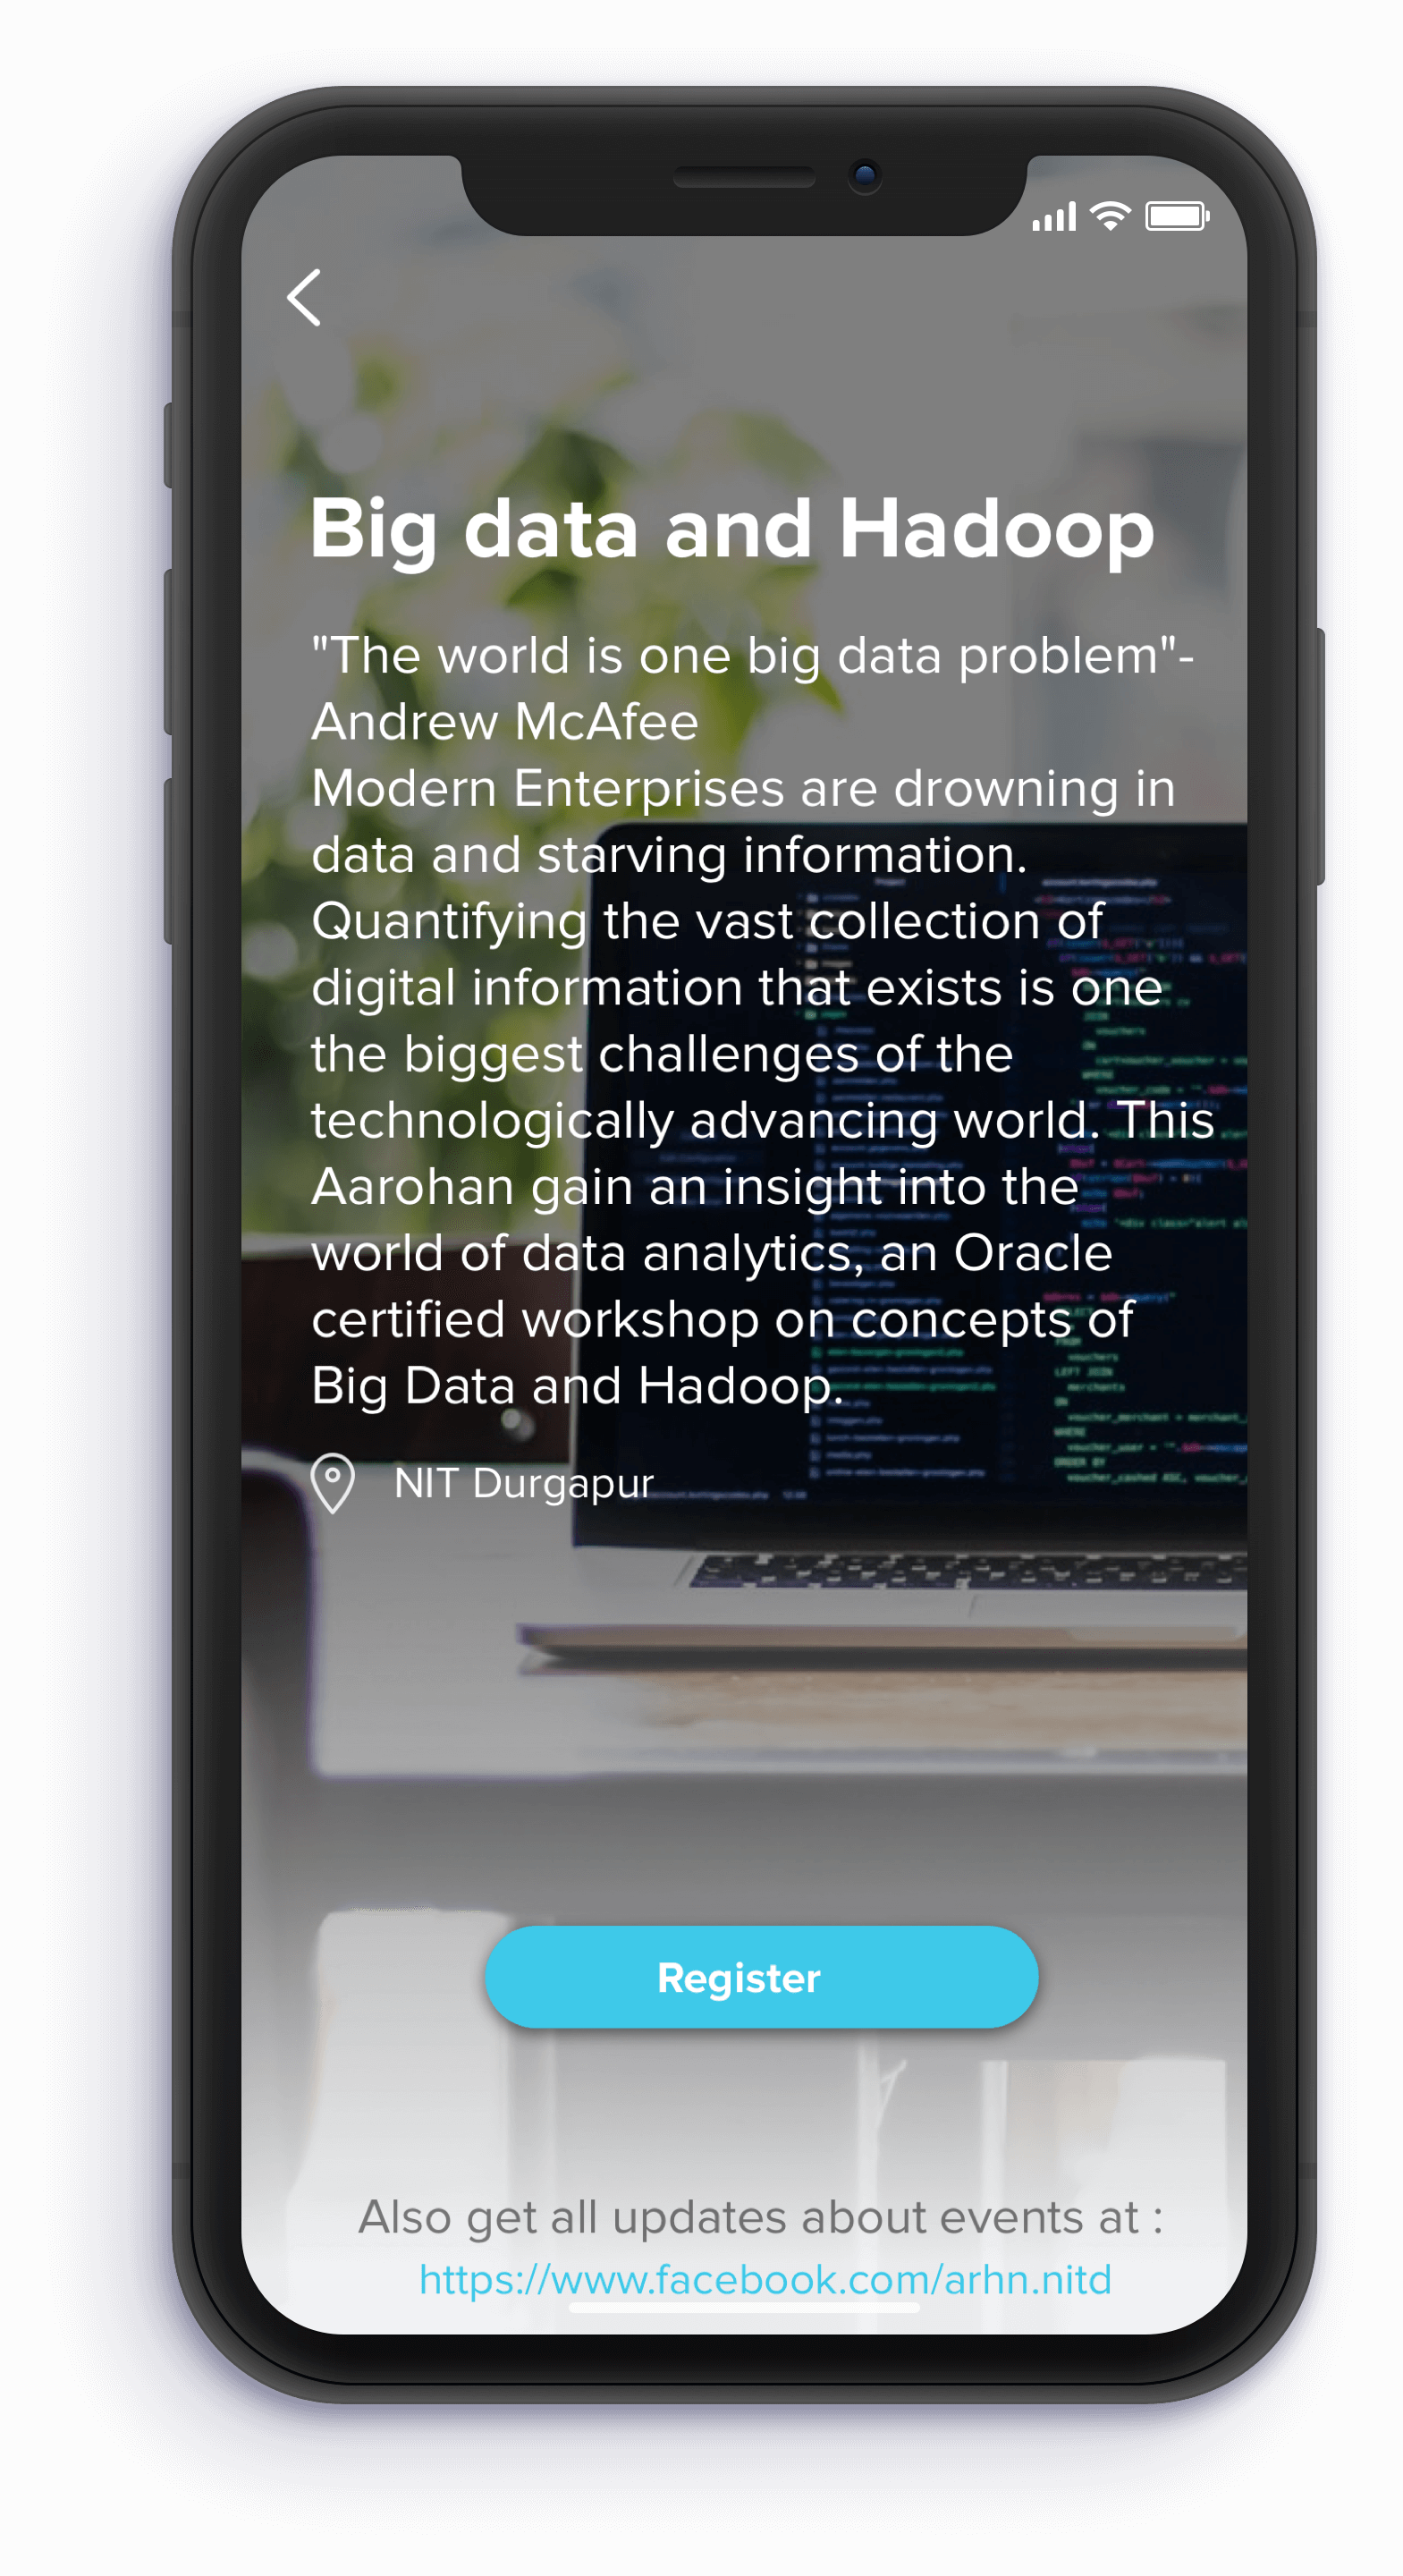 Big data and Hadoop
"The world is one big data problem"-
Andrew McAfee
Modern Enterprises are drowning in
data and starving information.
Quantifying the vast collection of
digital information that exists is one
the biggest challenges of the
technologically advancing world. This
Aarohan gain an insight into the
world of data analytics, an Oracle
certified workshop on concepts of
Big Data and Hadoop.
NIT Durgapur
Register
Also get all updates about events at :
https://www.facebook.com/arhn.nitd